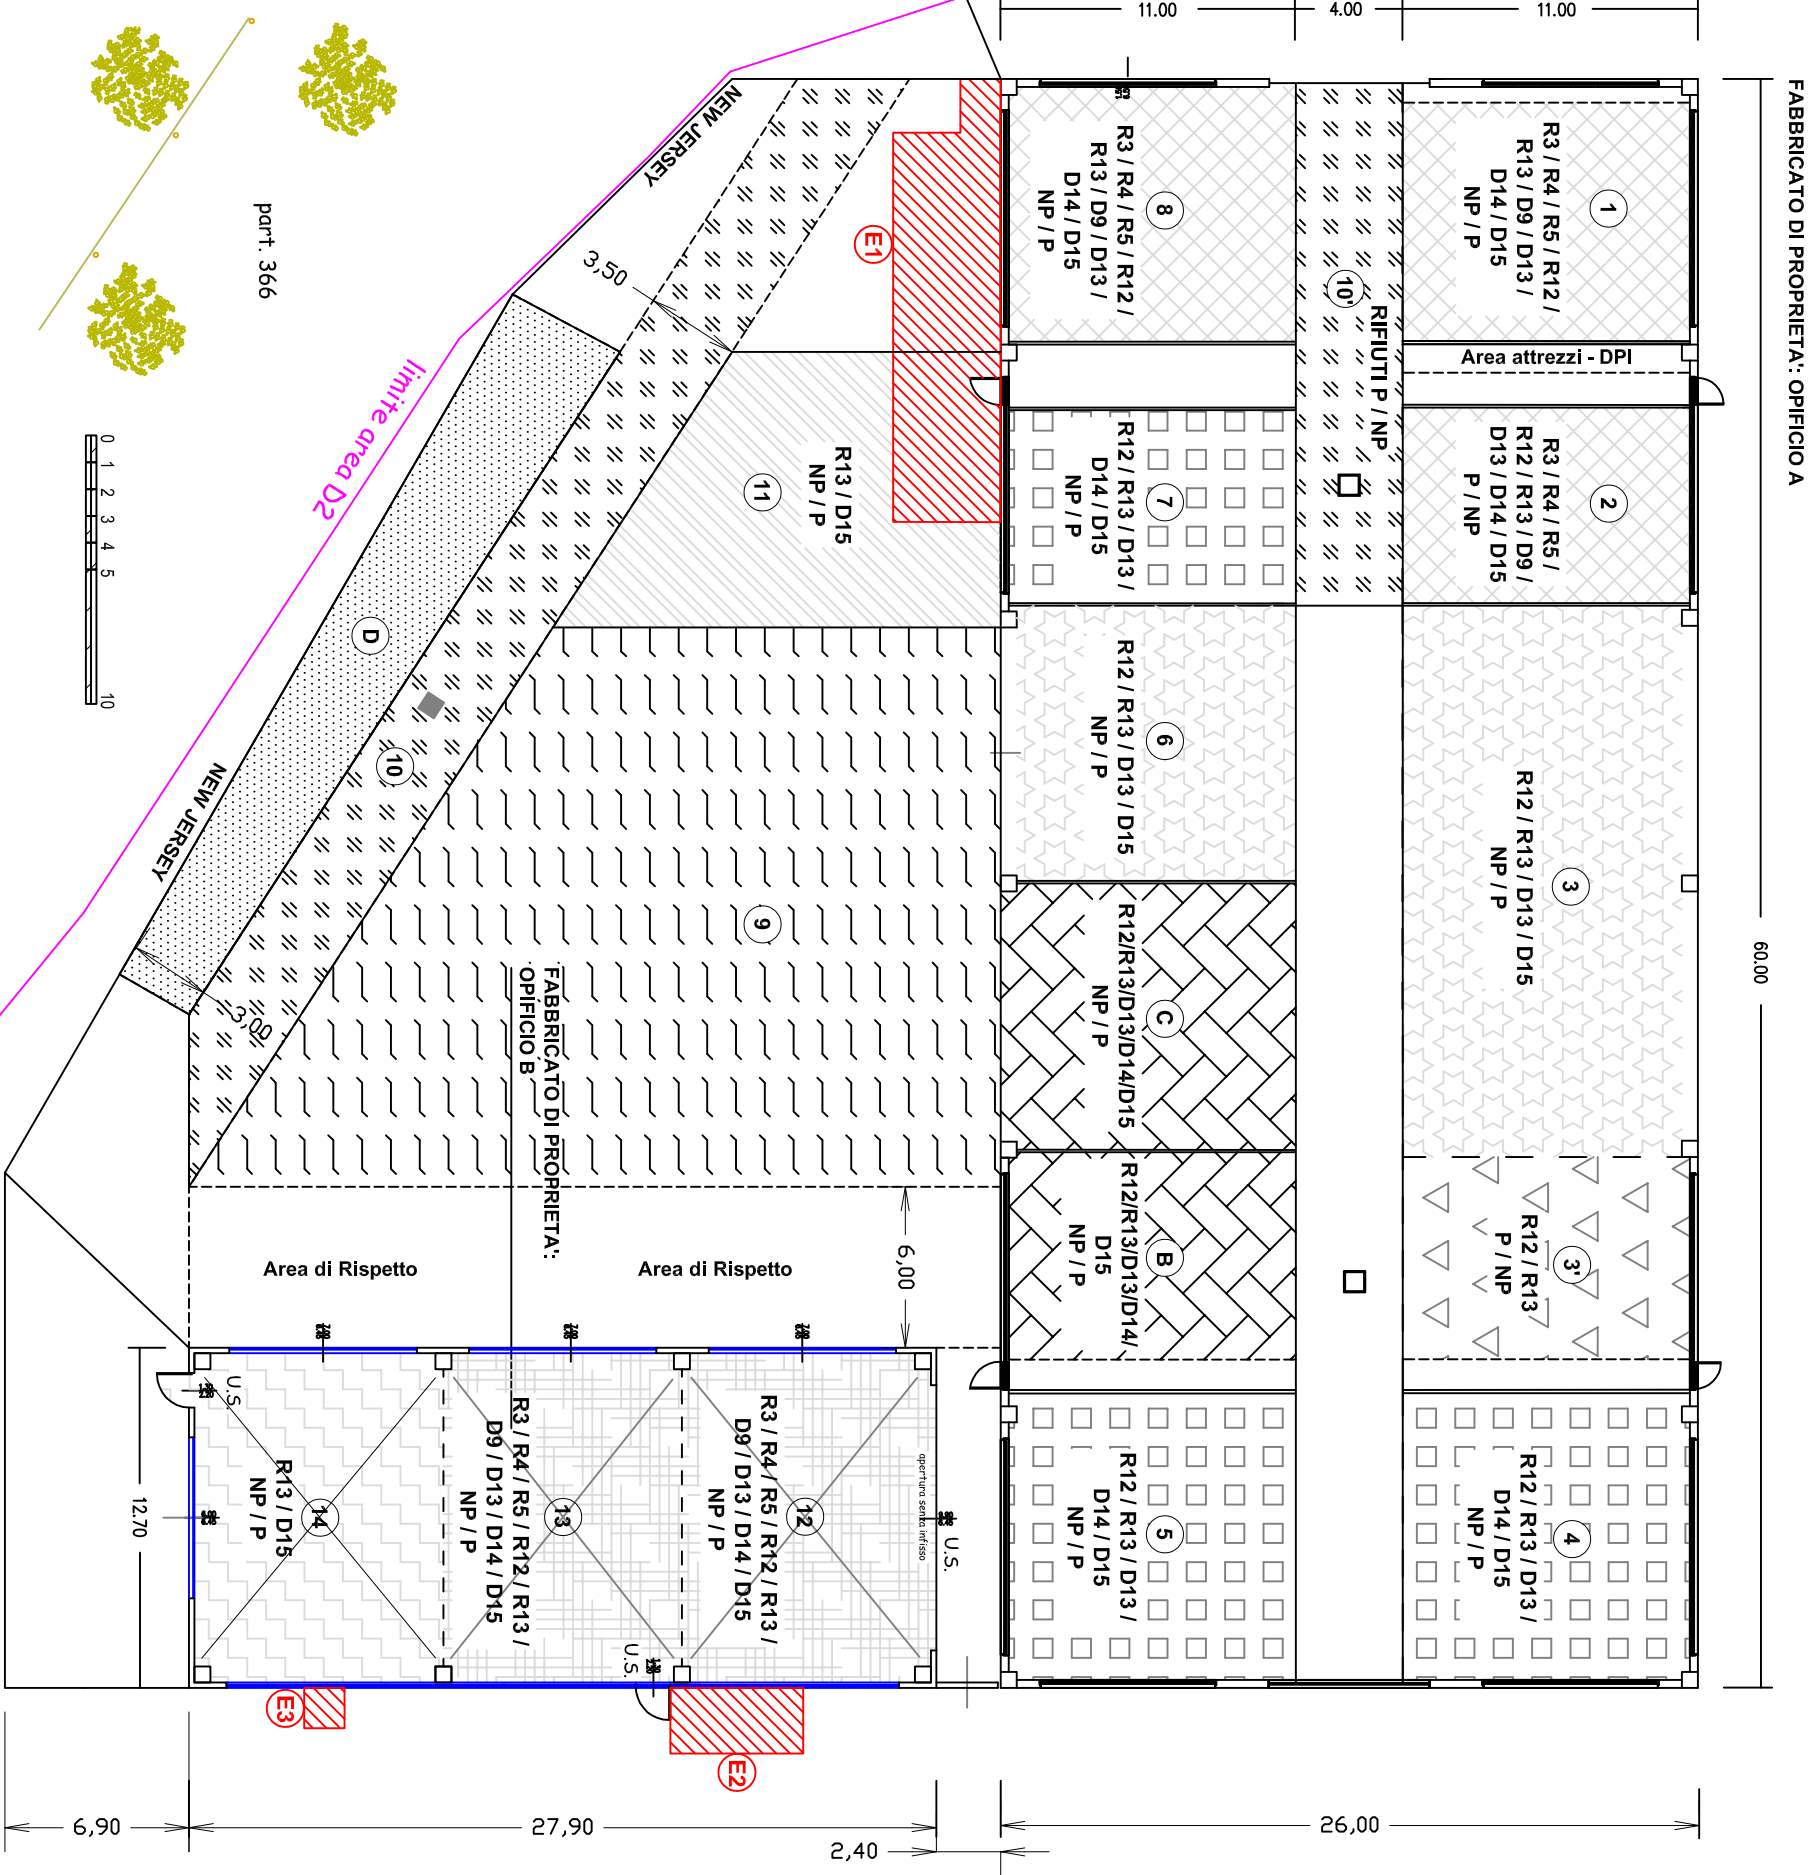 FABBRICATO DI PROPRIETA': OPIFICIO A
11.00
4.00
11.00
60.00
1
R3 / R4 / R5 / R12 /
R13 / D9 / D13 /
D14 / D15
NP / P
Area attrezzi - DPI
2
R3 / R4 / R5 /
R12 / R13 / D9 /
D13 / D14 / D15
P / NP
3
R12 / R13 / D13 / D15
NP / P
3'
R12 / R13
P / NP
4
R12 / R13 / D13 /
D14 / D15
NP / P
10'
RIFIUTI P / NP
8
R3 / R4 / R5 / R12 /
R13 / D9 / D13 /
D14 / D15
NP / P
7
R12 / R13 / D13 /
D14 / D15
NP / P
6
R12 / R13 / D13 / D15
NP / P
C
R12/R13/D13/D14/D15
NP / P
B
R12/R13/D13/D14/
D15
NP / P
5
R12 / R13 / D13 /
D14 / D15
NP / P
E1
NEW JERSEY
3,50
11
R13 / D15
NP / P
9
10
D
3,00
NEW JERSEY
limite area D2
part. 366
0
1
2
3
4
5
10
FABBRICATO DI PROPRIETA':
OPIFICIO B
Area di Rispetto
Area di Rispetto
6,00
12
R3 / R4 / R5 / R12 / R13 /
D9 / D13 / D14 / D15
NP / P
apertura senza infisso
U.S.
13
R3 / R4 / R5 / R12 / R13 /
D9 / D13 / D14 / D15
NP / P
U.S.
14
R13 / D15
NP / P
U.S.
12.70
E3
E2
6,90
27,90
2,40
26,00